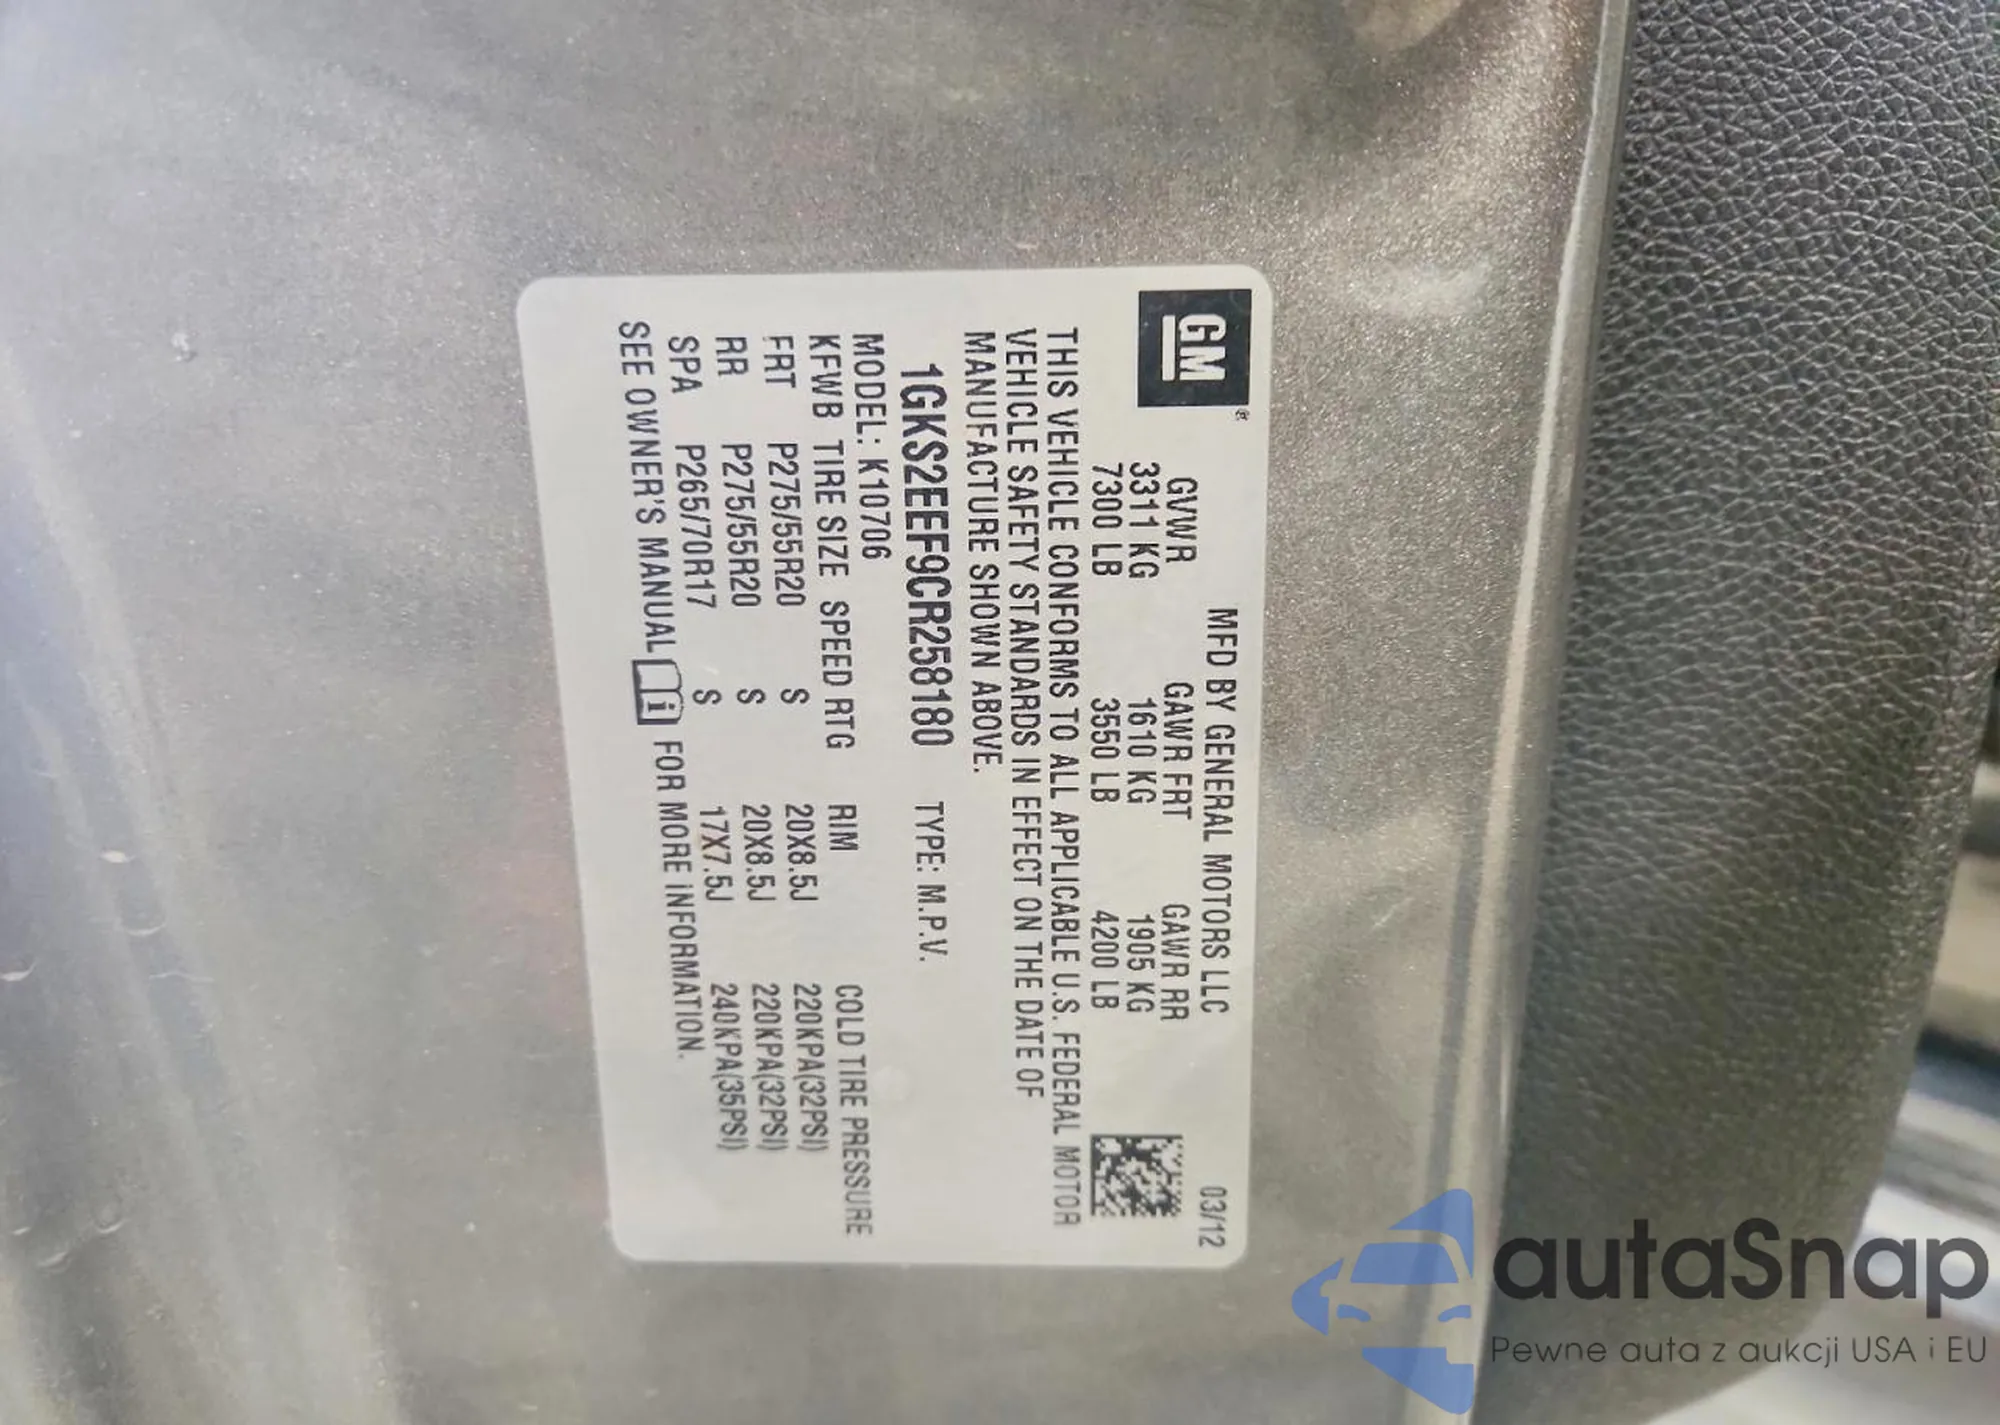 GM®
MFD BY GENERAL MOTORS LLC 03/12
GVWR GAWR FRT GAWR RR
3311 KG 1610 KG 1905 KG
7300 LB 3550 LB 4200 LB
THIS VEHICLE CONFORMS TO ALL APPLICABLE U.S. FEDERAL MOTOR
VEHICLE SAFETY STANDARDS IN EFFECT ON THE DATE OF
MANUFACTURE SHOWN ABOVE.
1GKS2EEF9CR258180 TYPE: M.P.V.
MODEL: K10706
KFWB TIRE SIZE SPEED RTG RIM COLD TIRE PRESSURE
FRT P275/55R20 S 20X8.5J 220KPA(32PSI)
RR P275/55R20 S 20X8.5J 220KPA(32PSI)
SPA P265/70R17 S 17X7.5J 240KPA(35PSI)
SEE OWNER'S MANUAL i FOR MORE INFORMATION.
autaSnap
Pewne auta z aukcji USA i EU